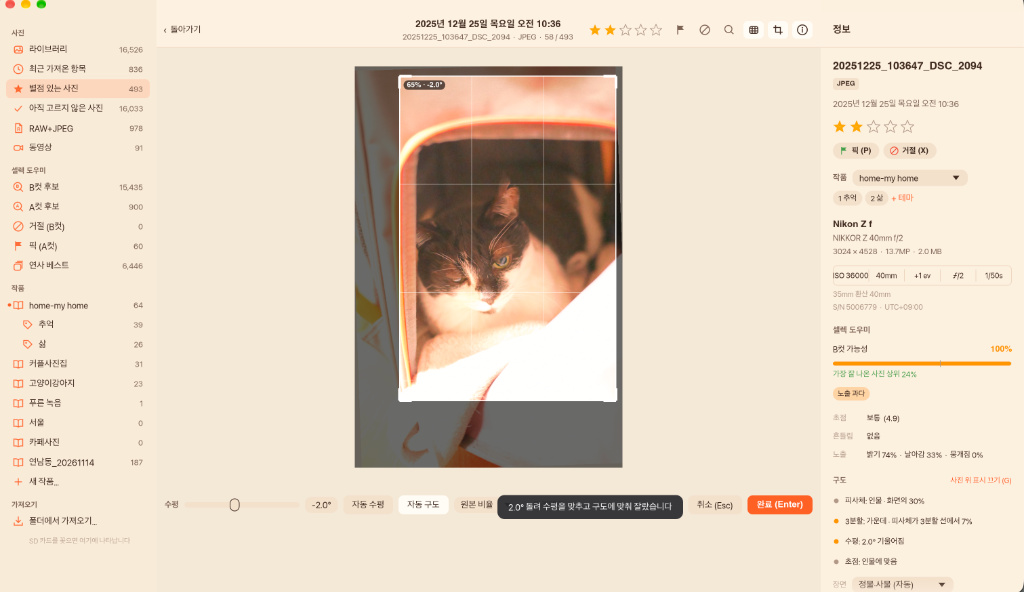 사진
라이브러리 16,526
최근 가져온 항목 836
별점 있는 사진 493
아직 고르지 않은 사진 16,033
RAW+JPEG 978
동영상 91
셀렉 도우미
B컷 후보 15,435
A컷 후보 900
거절 (B컷) 0
픽 (A컷) 60
연사 베스트 6,446
작품
home-my home 64
추억 39
삶 26
커플사진집 31
고양이강아지 23
푸른 녹음 1
서울 0
카페사진 0
연남동_20261114 187
새 작품_
가져오기
폴더에서 가져오기_
SD 카드를 꽂으면 여기에 나타납니다
돌아가기
2025년 12월 25일 목요일 오전 10:36
20251225_103647_DSC_2094 · JPEG · 58 / 493
65% · -2.0°
수평
-2.0°
자동 수평
자동 구도
원본 비율
2.0° 돌려 수평을 맞추고 구도에 맞춰 잘랐습니다
취소 (Esc)
완료 (Enter)
정보
20251225_103647_DSC_2094
JPEG
2025년 12월 25일 목요일 오전 10:36
픽 (P)
거절 (X)
작품 home-my home
1 추억 2 삶 + 테마
Nikon Z f
NIKKOR Z 40mm f/2
3024 × 4528 · 13.7MP · 2.0 MB
ISO 36000 40mm +1 ev ƒ/2 1/50s
35mm 환산 40mm
S/N 5006779 · UTC+09:00
셀렉 도우미
B컷 가능성 100%
가장 잘 나온 사진 상위 24%
노출 과다
초점 보통 (4.9)
흔들림 없음
노출 밝기 74% · 날아감 33% · 뭉개짐 0%
구도 사진 위 표시 끄기 (G)
피사체: 인물 · 화면의 30%
3분할: 가운데 · 피사체가 3분할 선에서 7%
수평: 2.0° 기울어짐
초점: 인물에 맞음
장면 정물·사물 (자동)